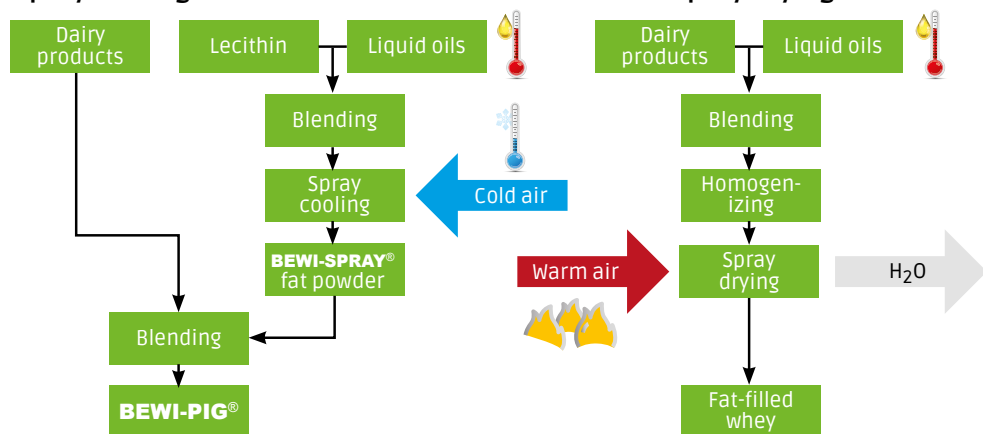 Dairy
products
Lecithin
Liquid oils
Blending
Spray
cooling
Cold air
BEWI-SPRAY®
fat powder
Blending
BEWI-PIG®
Dairy
products
Liquid oils
Blending
Homogen-
izing
Warm air
Spray
drying
H₂O
Fat-filled
whey